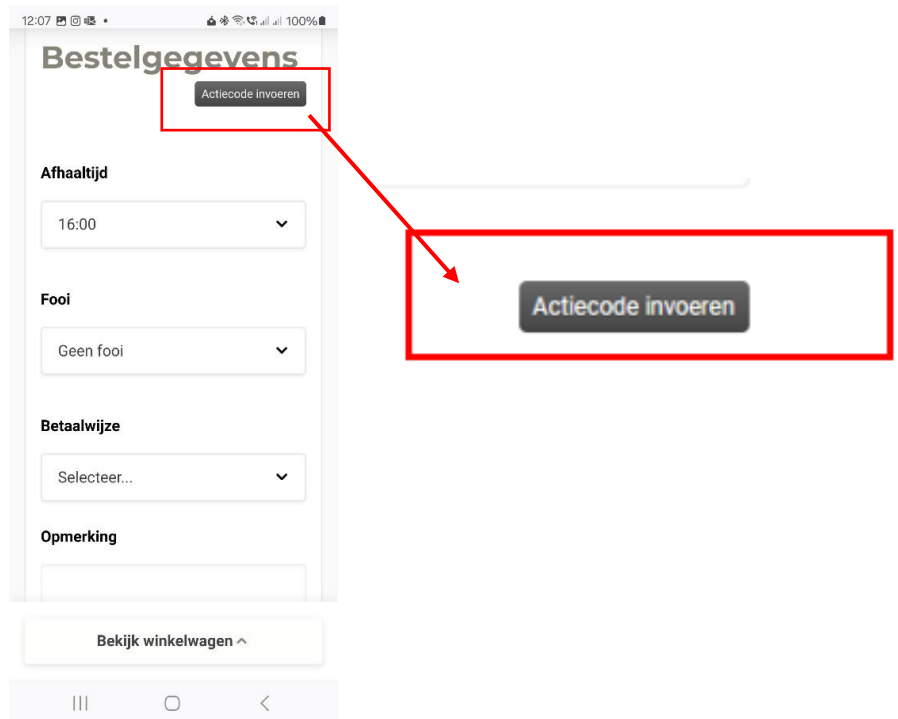 12:07 100%
Bestelgegevens
Actiecode invoeren
Afhaaltijd
16:00
Fooi
Geen fooi
Betaalwijze
Selecteer...
Opmerking
Bekijk winkelwagen
Actiecode invoeren